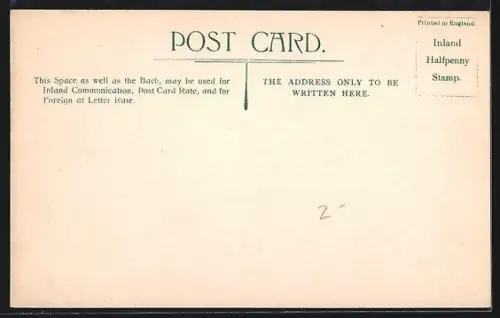 Printed in England.
POST CARD.
Inland
Halfpenny
Stamp.
This Space as well as the Back, may be used for
Inland Communication, Post Card Rate, and for
Foreign at Letter Rate.
THE ADDRESS ONLY TO BE
WRITTEN HERE.
2-